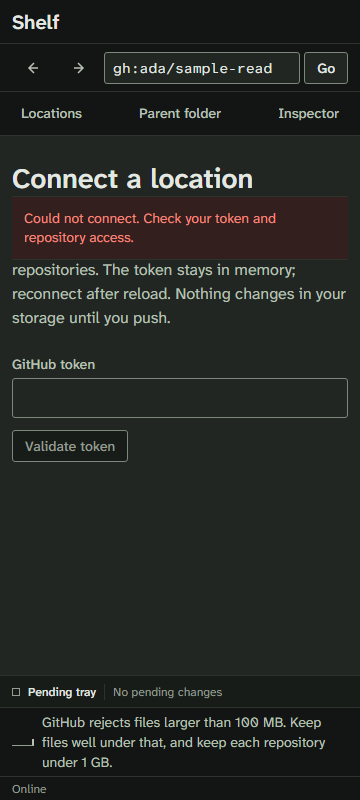 Shelf
gh:ada/sample-read
Go
Locations
Parent folder
Inspector
Connect a location
Could not connect. Check your token and
repository access.
repositories. The token stays in memory;
reconnect after reload. Nothing changes in your
storage until you push.
GitHub token
Validate token
Pending tray
No pending changes
GitHub rejects files larger than 100 MB. Keep
files well under that, and keep each repository
under 1 GB.
Online